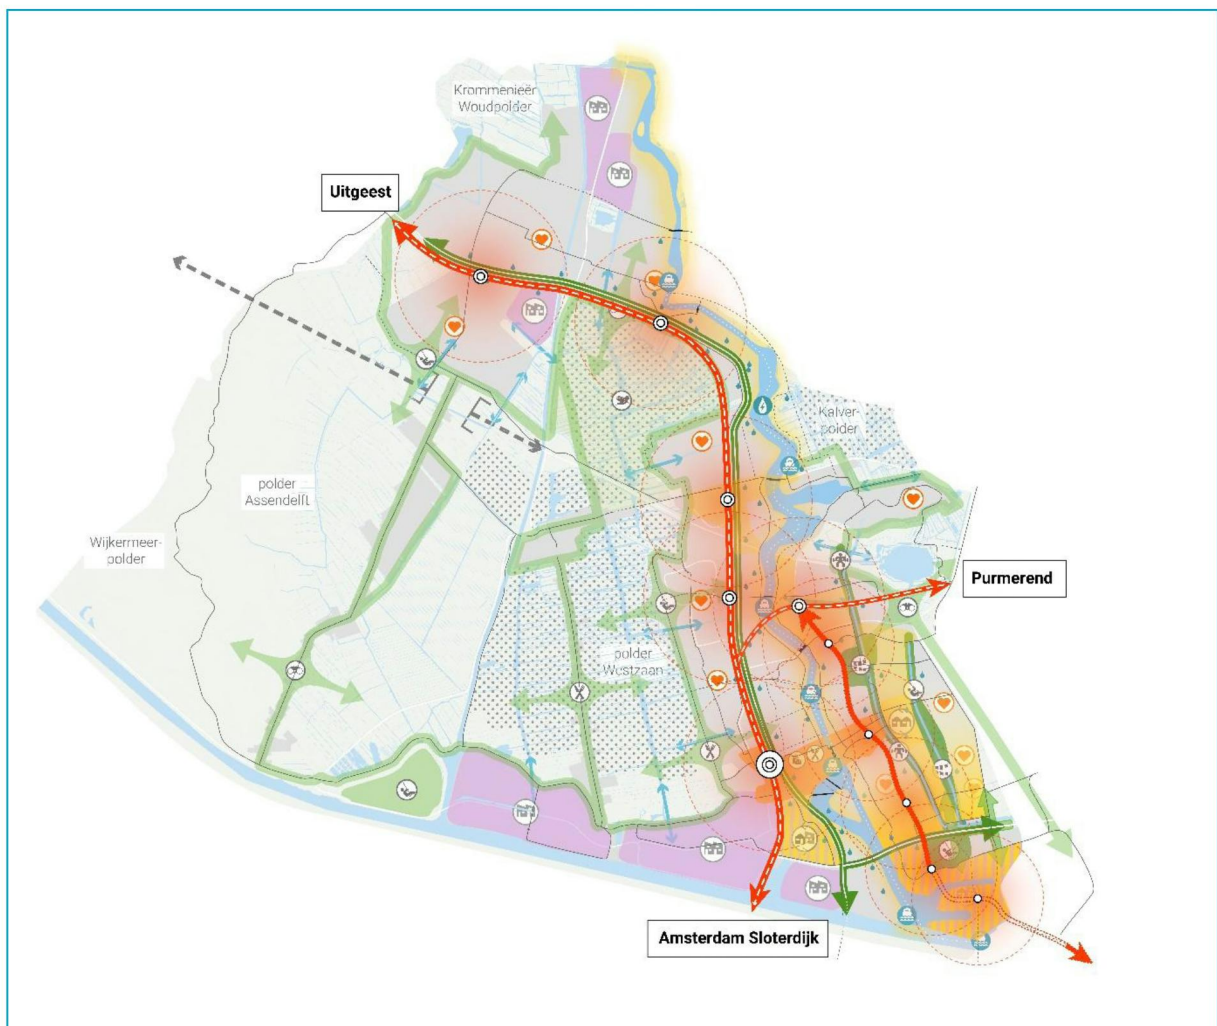 Krommenieër
Woudpolder
Uitgeest
Kalver-
polder
polder
Assendelft
Wijkermeer-
polder
Purmerend
polder
Westzaan
Amsterdam Sloterdijk